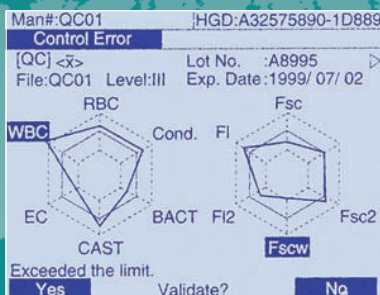 Man#:QC01 HGD:A32575890-1D889
Control Error
[QC] <x̄> Lot No. :A8995
File:QC01 Level:III Exp. Date:1999/07/02
RBC Fsc
WBC Cond. Fl
EC BACT Fl2 Fsc2
CAST Fscw
Exceeded the limit.
Yes Validate? No